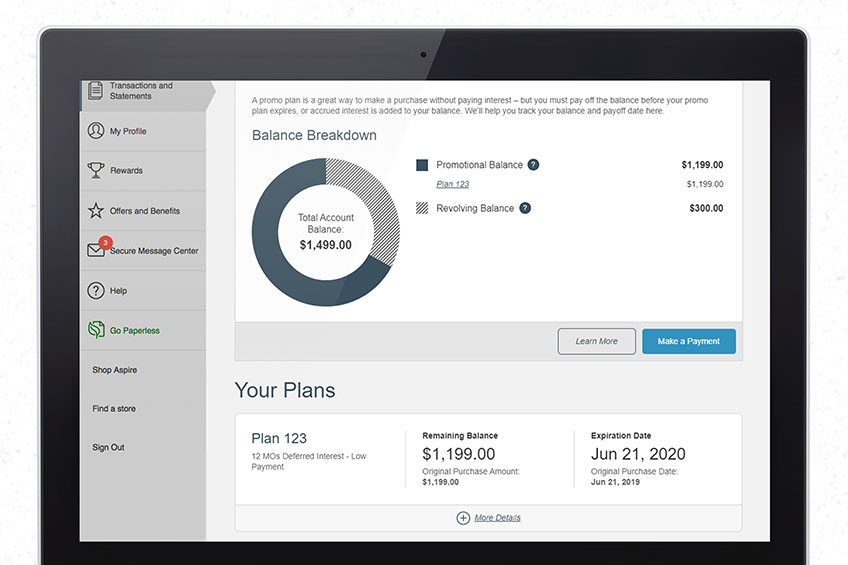 Transactions and
Statements
My Profile
Rewards
Offers and Benefits
3
Secure Message Center
Help
Go Paperless
Shop Aspire
Find a store
Sign Out
A promo plan is a great way to make a purchase without paying interest – but you must pay off the balance before your promo
plan expires, or accrued interest is added to your balance. We'll help you track your balance and payoff date here.
Balance Breakdown
Total Account
Balance:
$1,499.00
Promotional Balance ? $1,199.00
Plan 123 $1,199.00
Revolving Balance ? $300.00
Learn More
Make a Payment
Your Plans
Plan 123
12 MOs Deferred Interest - Low
Payment
Remaining Balance
$1,199.00
Original Purchase Amount:
$1,199.00
Expiration Date
Jun 21, 2020
Original Purchase Date:
Jun 21, 2019
More Details